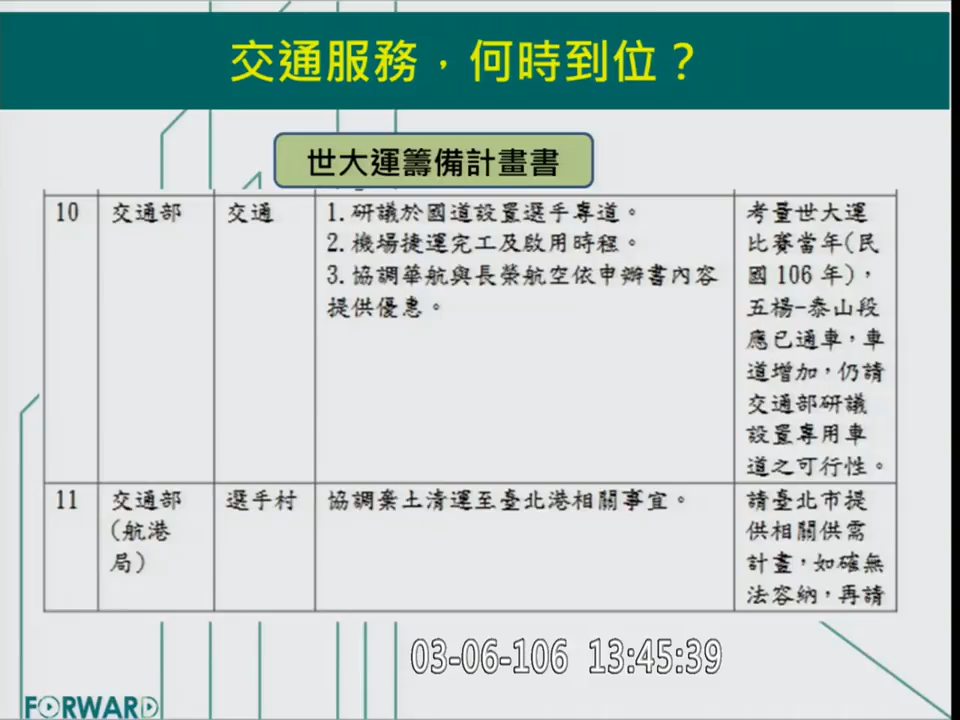 交通服務，何時到位？
世大運籌備計畫書
10
交通部
交通
1.研議於國道設置選手專道。
2.機場捷運完工及啟用時程。
3.協調華航與長榮航空依申辦書內容
提供優惠。
考量世大運
比賽當年(民
國106年)，
五楊-泰山段
應已通車，車
道增加，仍請
交通部研議
設置專用車
道之可行性。
11
交通部
(航港
局)
選手村
協調棄土清運至臺北港相關事宜。
請臺北市提
供相關供需
計畫，如確無
法容納，再請
03-06-106 13:45:39
FORWARD